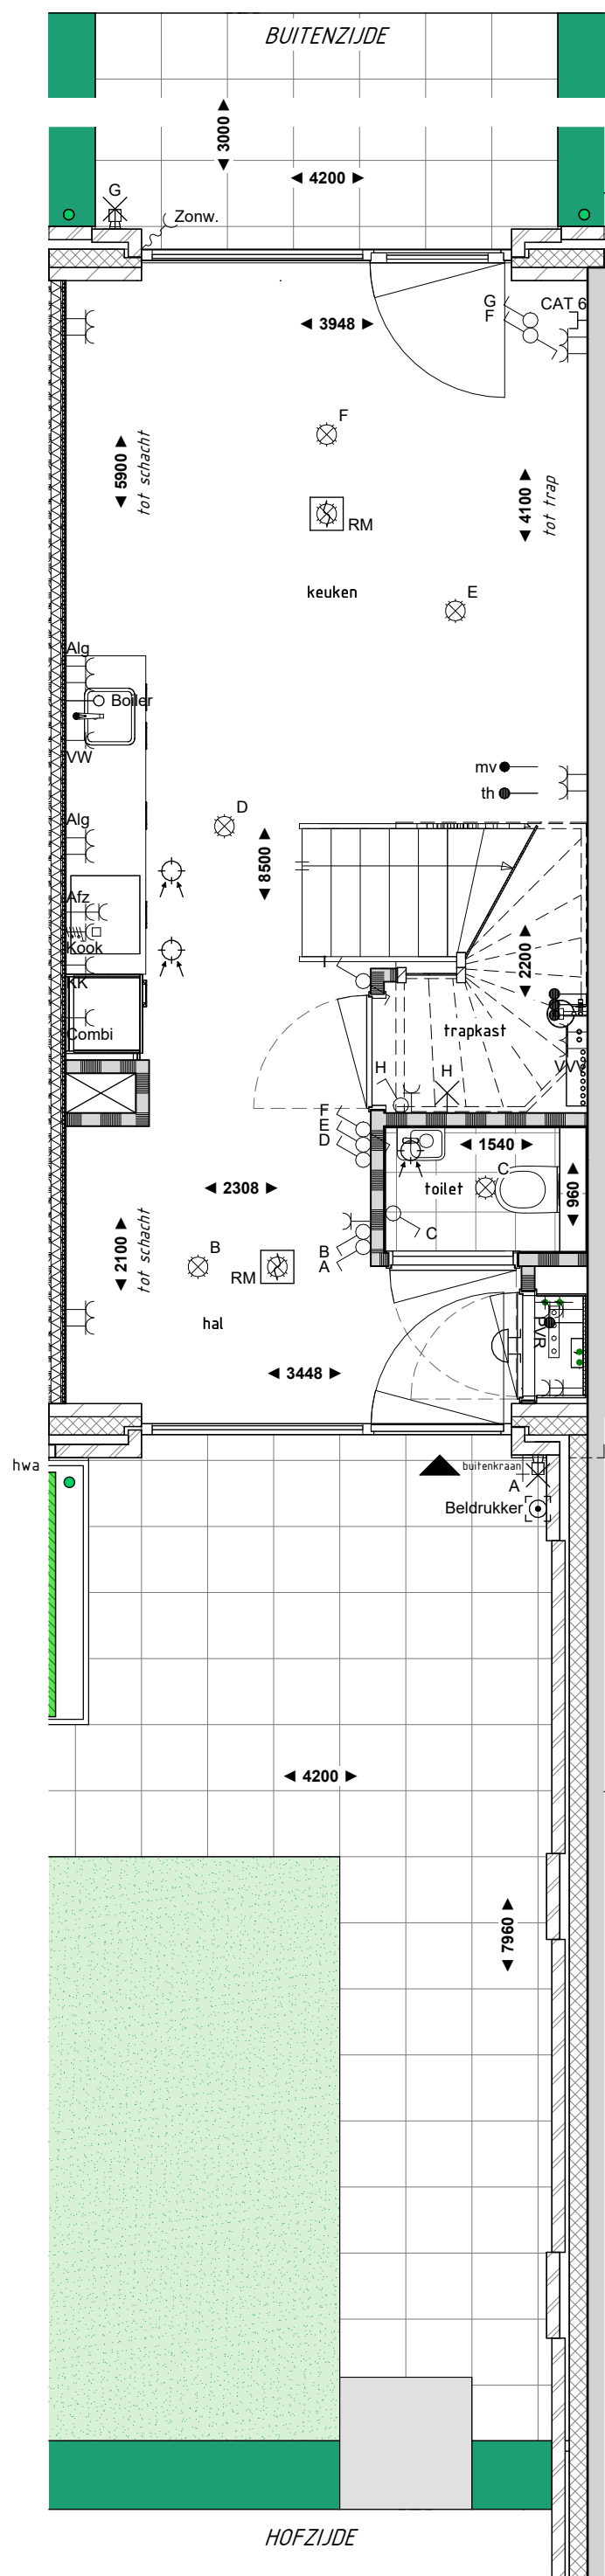 BUITENZIJDE
3000
4200
G
Zonw.
3948
G
F
CAT 6
F
5900
tot schacht
4100
tot trap
RM
keuken
E
Alg
Boiler
VW
mv
th
D
Alg
8500
Afz
Kook
KK
Combi
2200
trapkast
H
H
F
E
D
1540
toilet
C
960
2308
C
2100
tot schacht
B
RM
B
A
hal
3448
hwa
buitenkraan
A
Beldrukker
4200
7960
HOFZIJDE